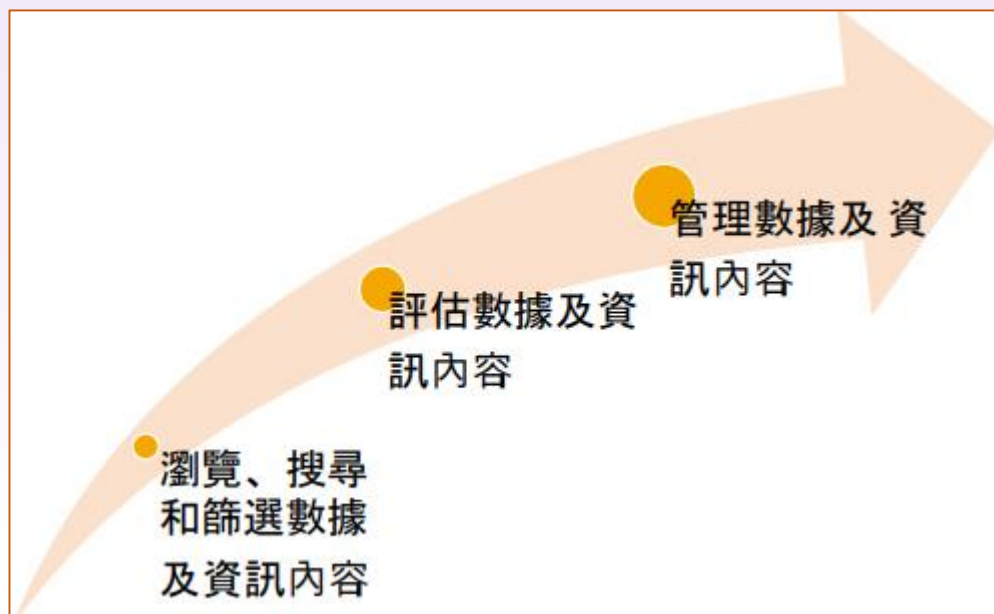 管理數據及 資
訊內容
評估數據及資
訊內容
瀏覽、搜尋
和篩選數據
及資訊內容